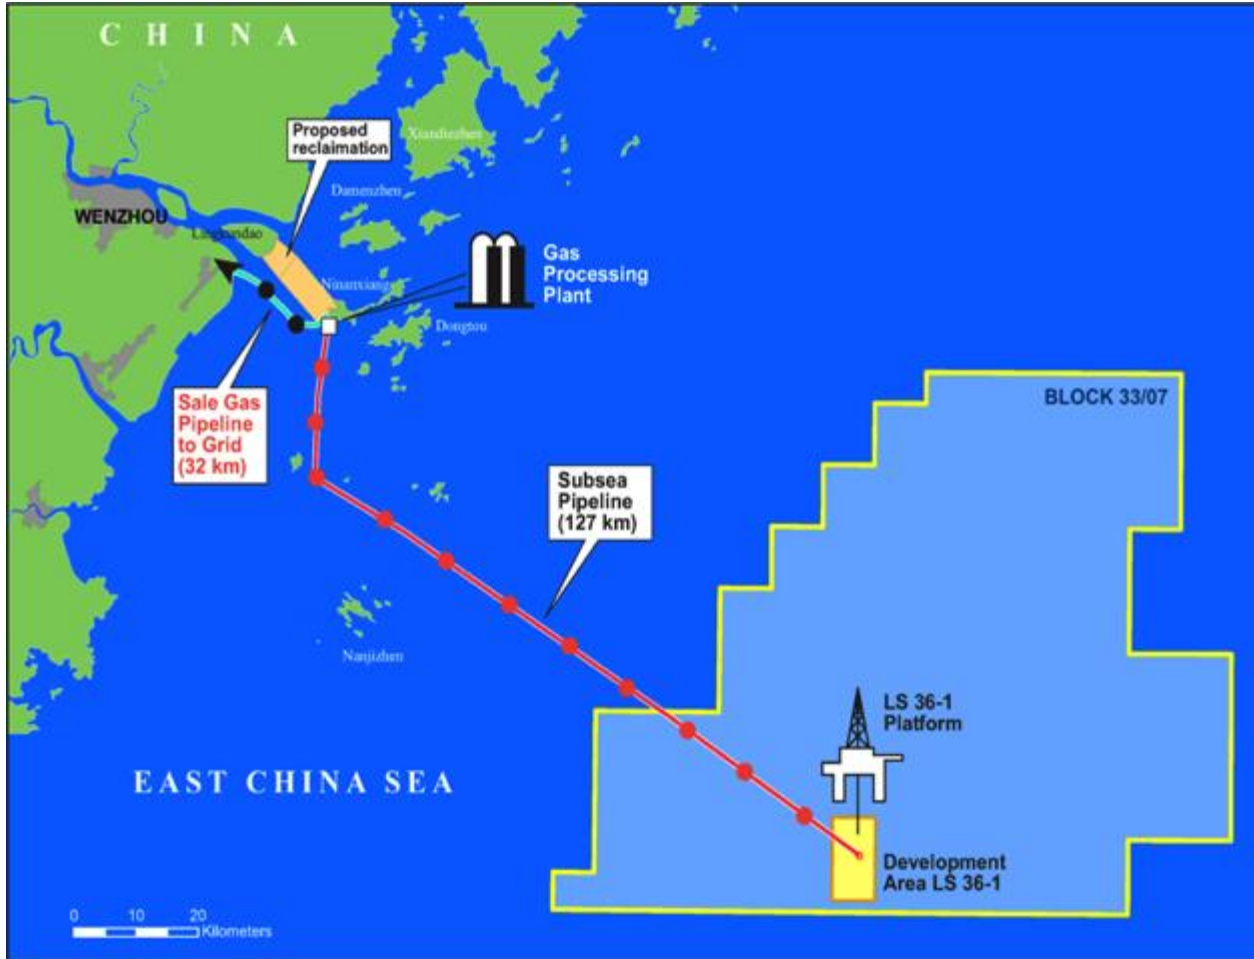 CHINA
Proposed
reclaimation
Xiandiezhen
Damenzhen
WENZHOU
Lingkundao
Ninanxiang
Gas
Processing
Plant
Dongtou
BLOCK 33/07
Sale Gas
Pipeline
to Grid
(32 km)
Subsea
Pipeline
(127 km)
Nanjizhen
LS 36-1
Platform
EAST CHINA SEA
Development
Area LS 36-1
0 10 20
Kilometers